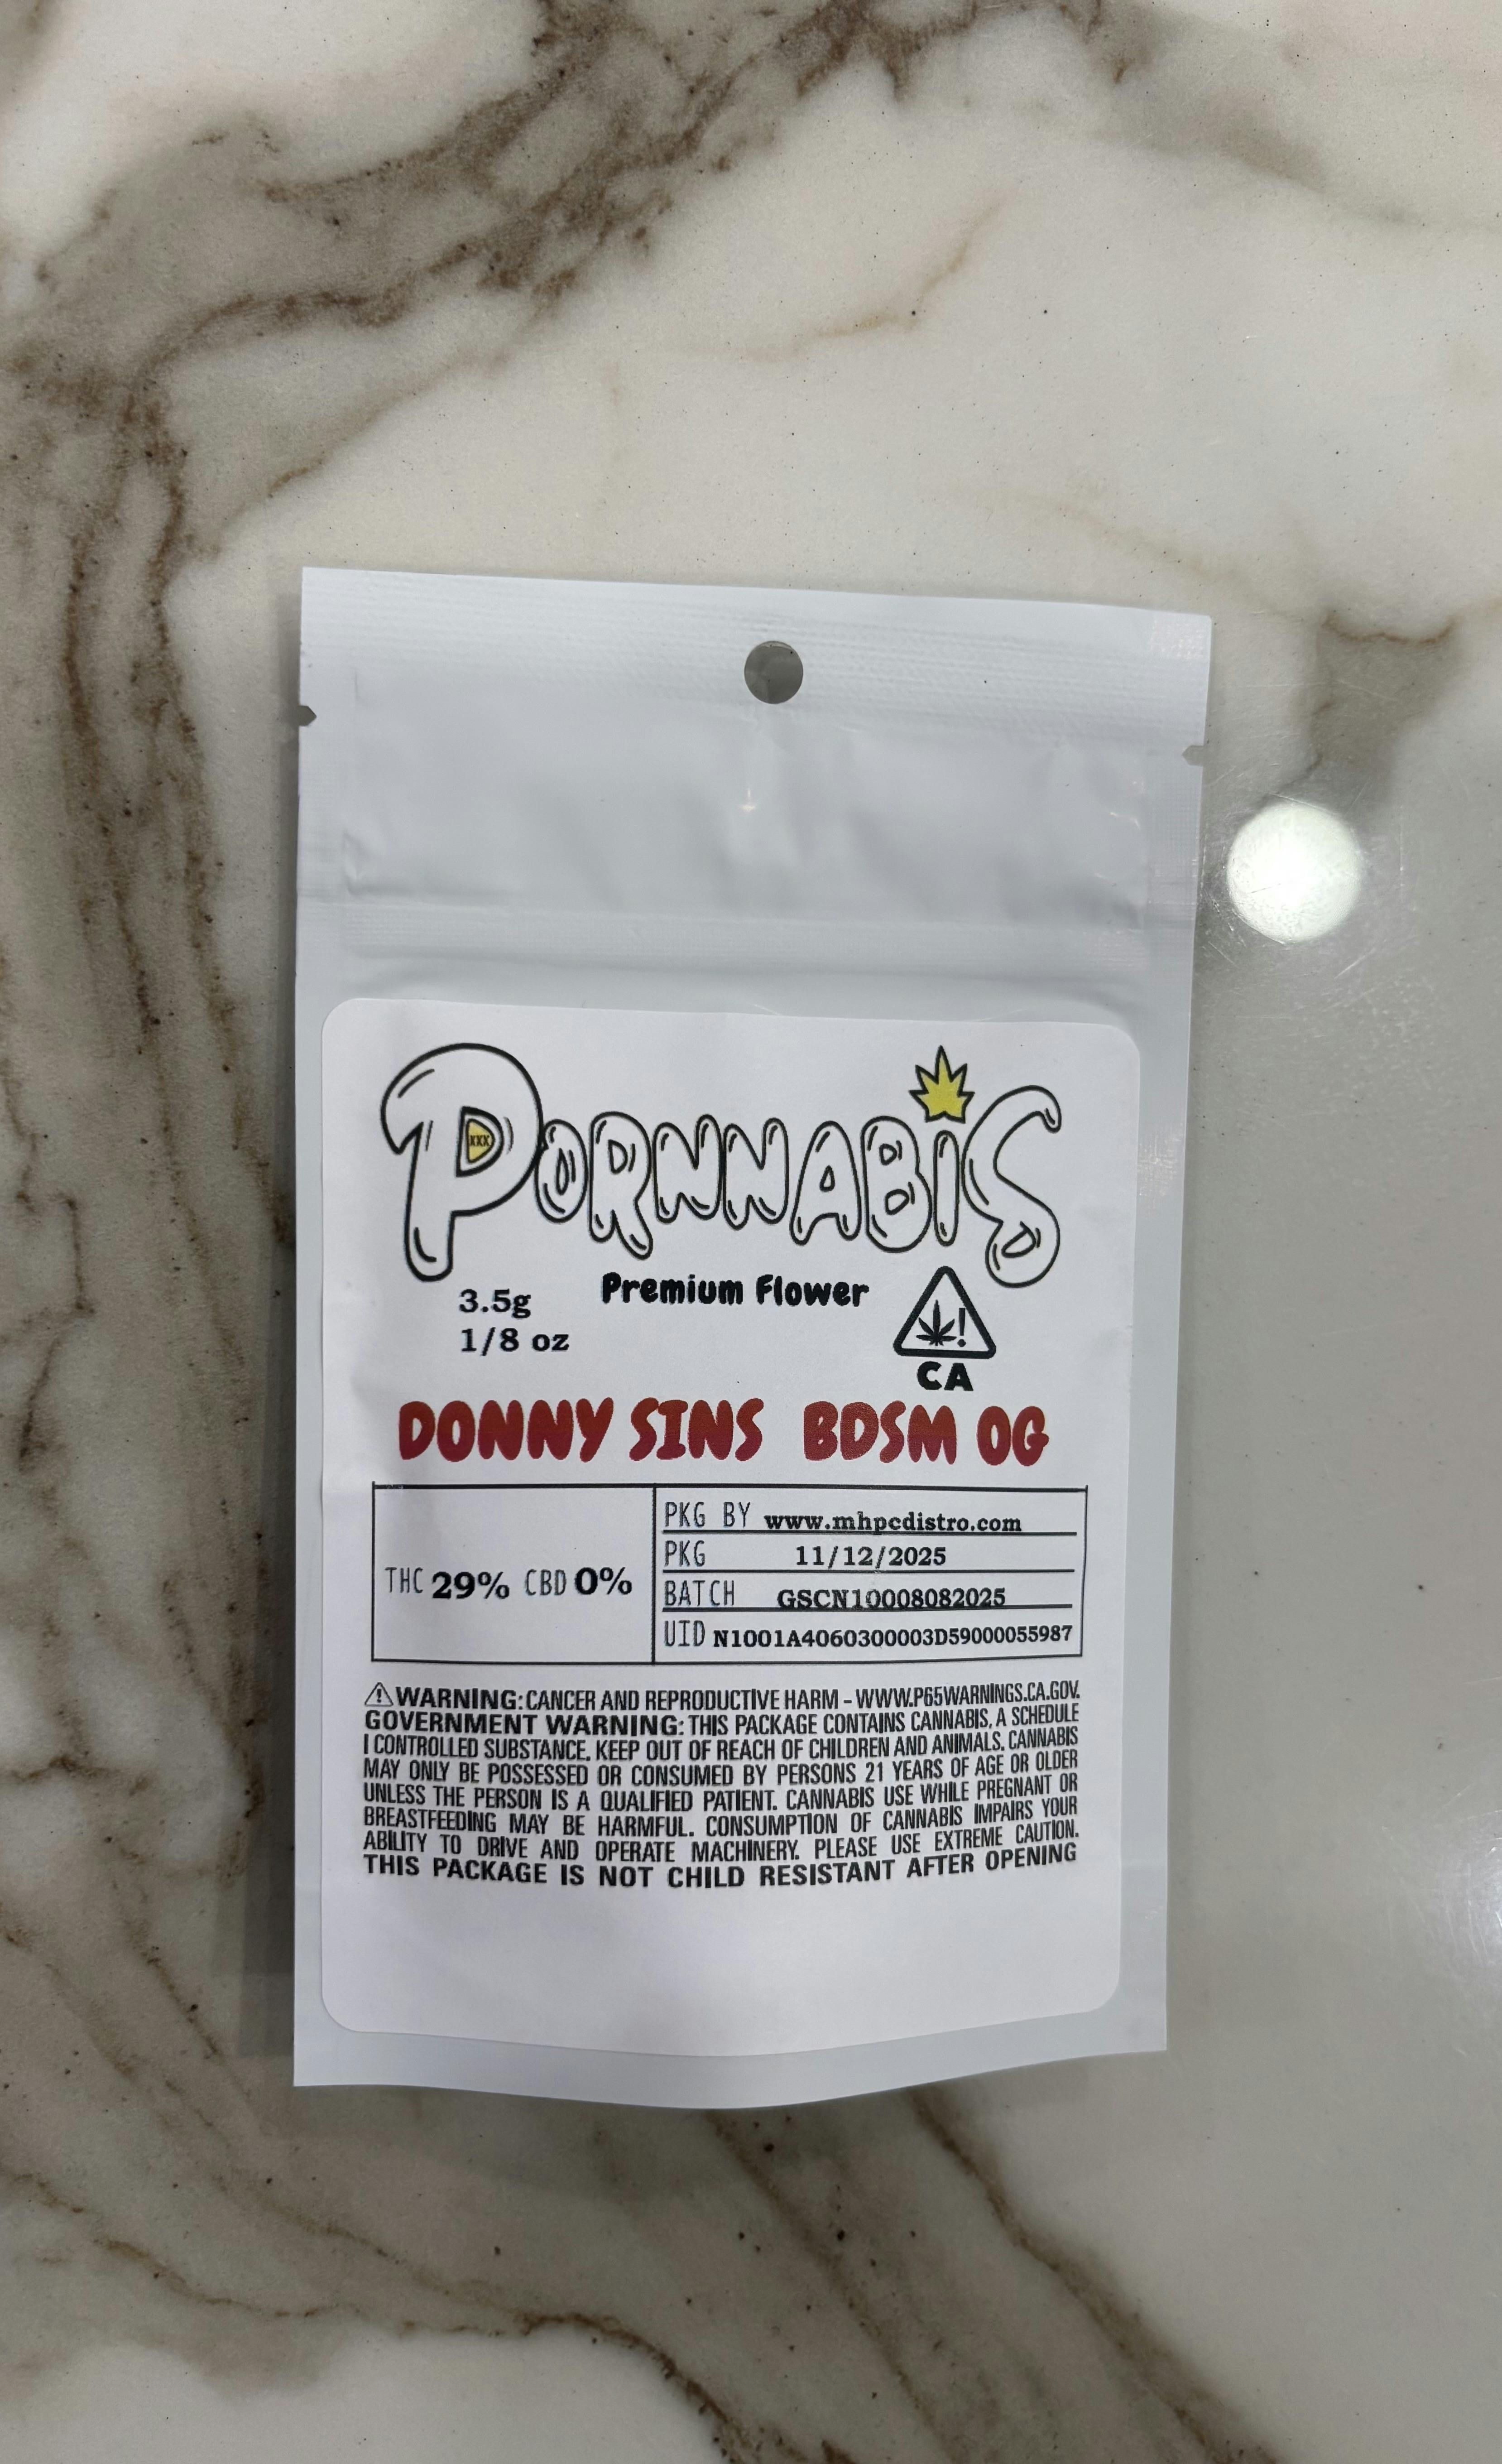 PORNNABiS
XXX
3.5g
1/8 oz
Premium Flower
CA
DONNY SINS BDSM OG
THC 29% CBD 0%
PKG BY www.mhpcdistro.com
PKG 11/12/2025
BATCH GSCN10008082025
UID N1001A4060300003D59000055987
WARNING: CANCER AND REPRODUCTIVE HARM - WWW.P65WARNINGS.CA.GOV.
GOVERNMENT WARNING: THIS PACKAGE CONTAINS CANNABIS, A SCHEDULE
I CONTROLLED SUBSTANCE. KEEP OUT OF REACH OF CHILDREN AND ANIMALS. CANNABIS
MAY ONLY BE POSSESSED OR CONSUMED BY PERSONS 21 YEARS OF AGE OR OLDER
UNLESS THE PERSON IS A QUALIFIED PATIENT. CANNABIS USE WHILE PREGNANT OR
BREASTFEEDING MAY BE HARMFUL. CONSUMPTION OF CANNABIS IMPAIRS YOUR
ABILITY TO DRIVE AND OPERATE MACHINERY. PLEASE USE EXTREME CAUTION.
THIS PACKAGE IS NOT CHILD RESISTANT AFTER OPENING